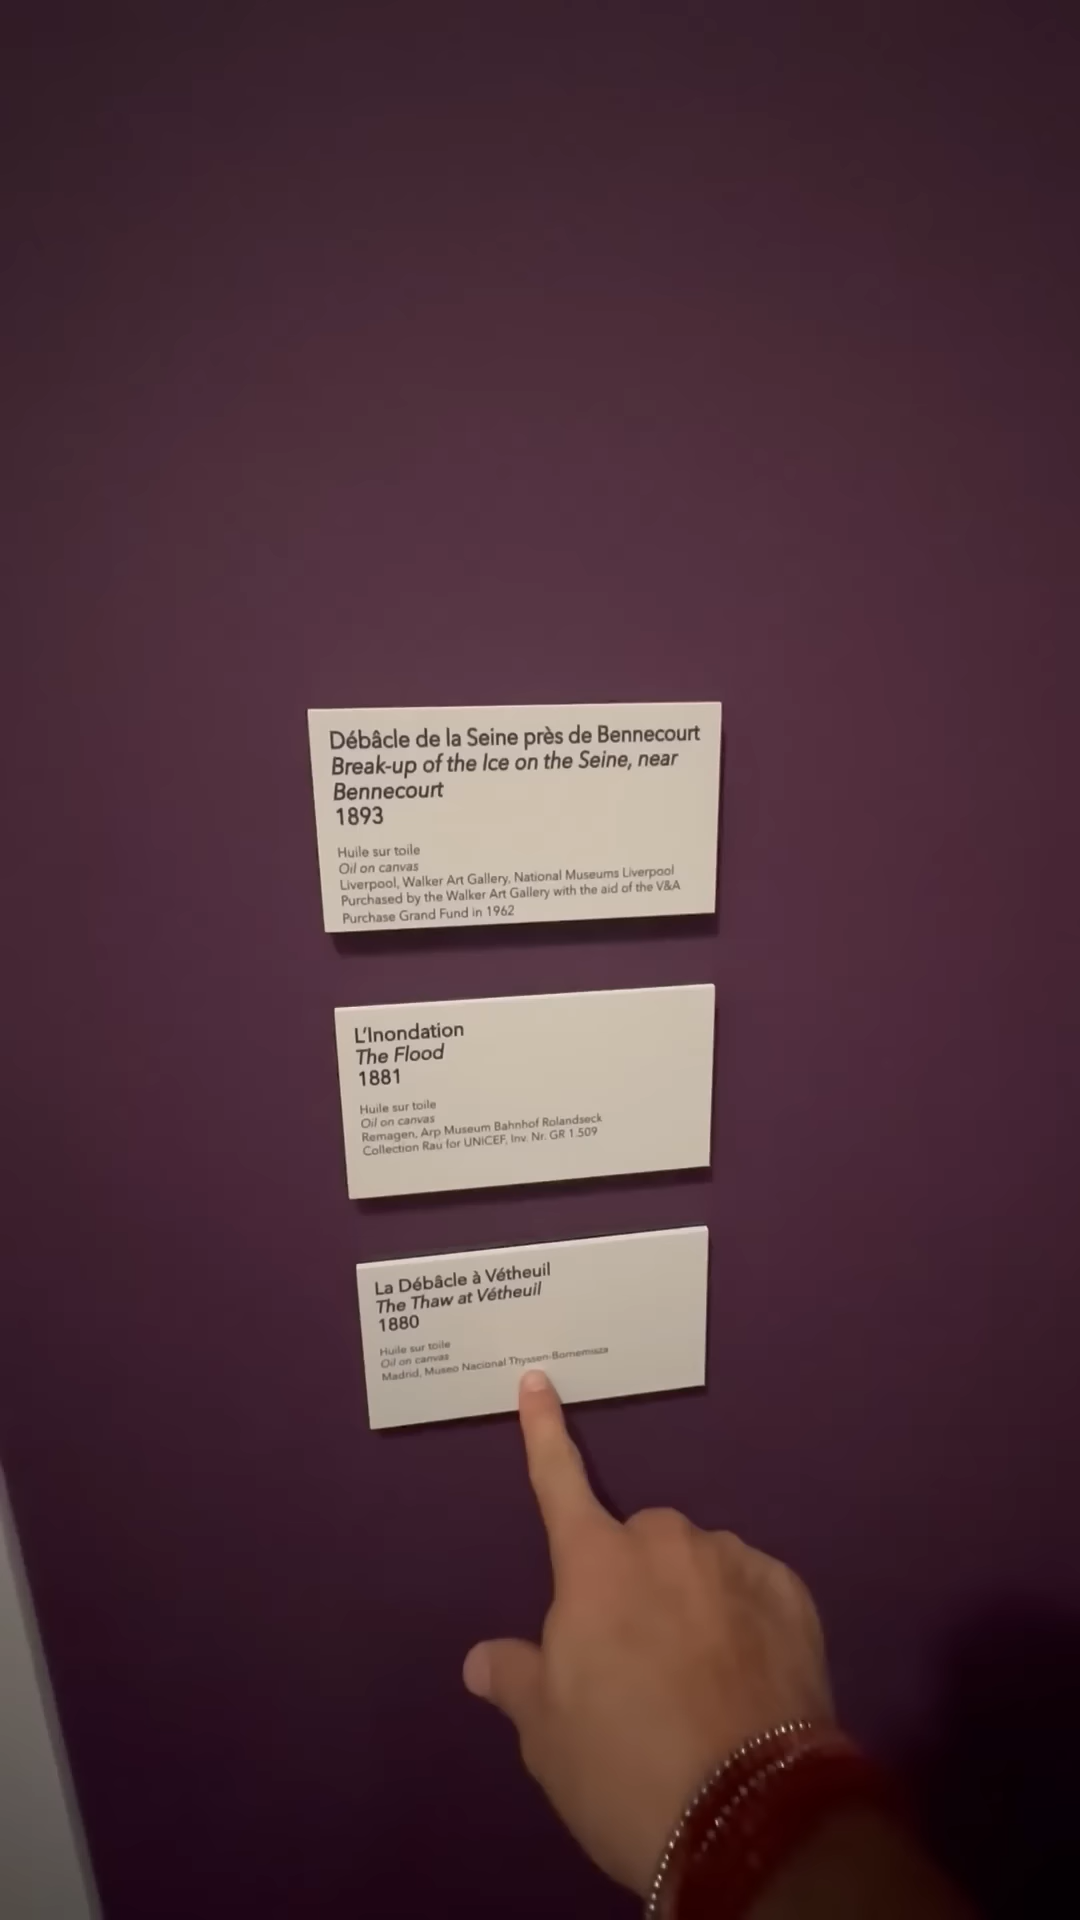 Débâcle de la Seine près de Bennecourt
Break-up of the Ice on the Seine, near
Bennecourt
1893
Huile sur toile
Oil on canvas
Liverpool, Walker Art Gallery, National Museums Liverpool
Purchased by the Walker Art Gallery with the aid of the V&A
Purchase Grand Fund in 1962
L'Inondation
The Flood
1881
Huile sur toile
Oil on canvas
Remagen, Arp Museum Bahnhof Rolandseck
Collection Rau for UNICEF, Inv. Nr. GR 1.509
La Débâcle à Vétheuil
The Thaw at Vétheuil
1880
Huile sur toile
Oil on canvas
Madrid, Museo Nacional Thyssen-Bornemisza